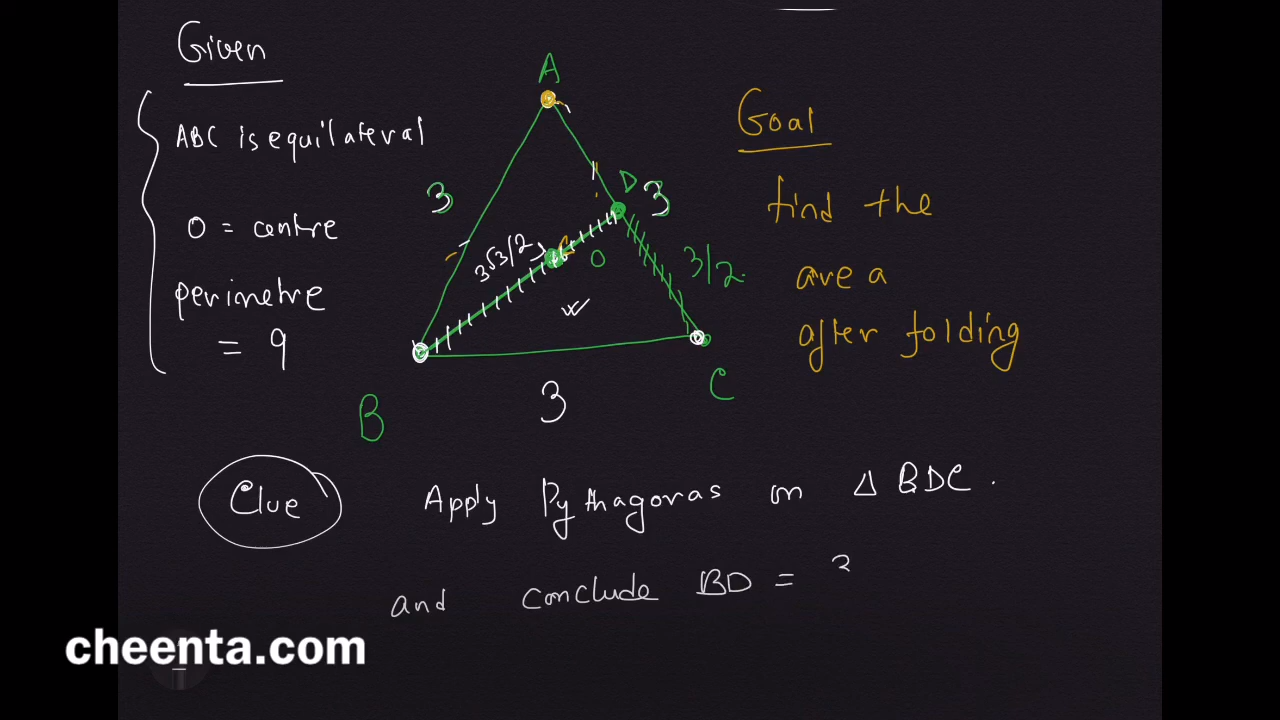 Given
ABC is equilateral
O = centre
perimetre
= 9
A
D
3
3
3√3/2
O
3/2
B
C
3
Goal
find the
area
after folding
Clue
Apply Pythagoras on Δ BDC.
and conclude BD = 3
cheenta.com